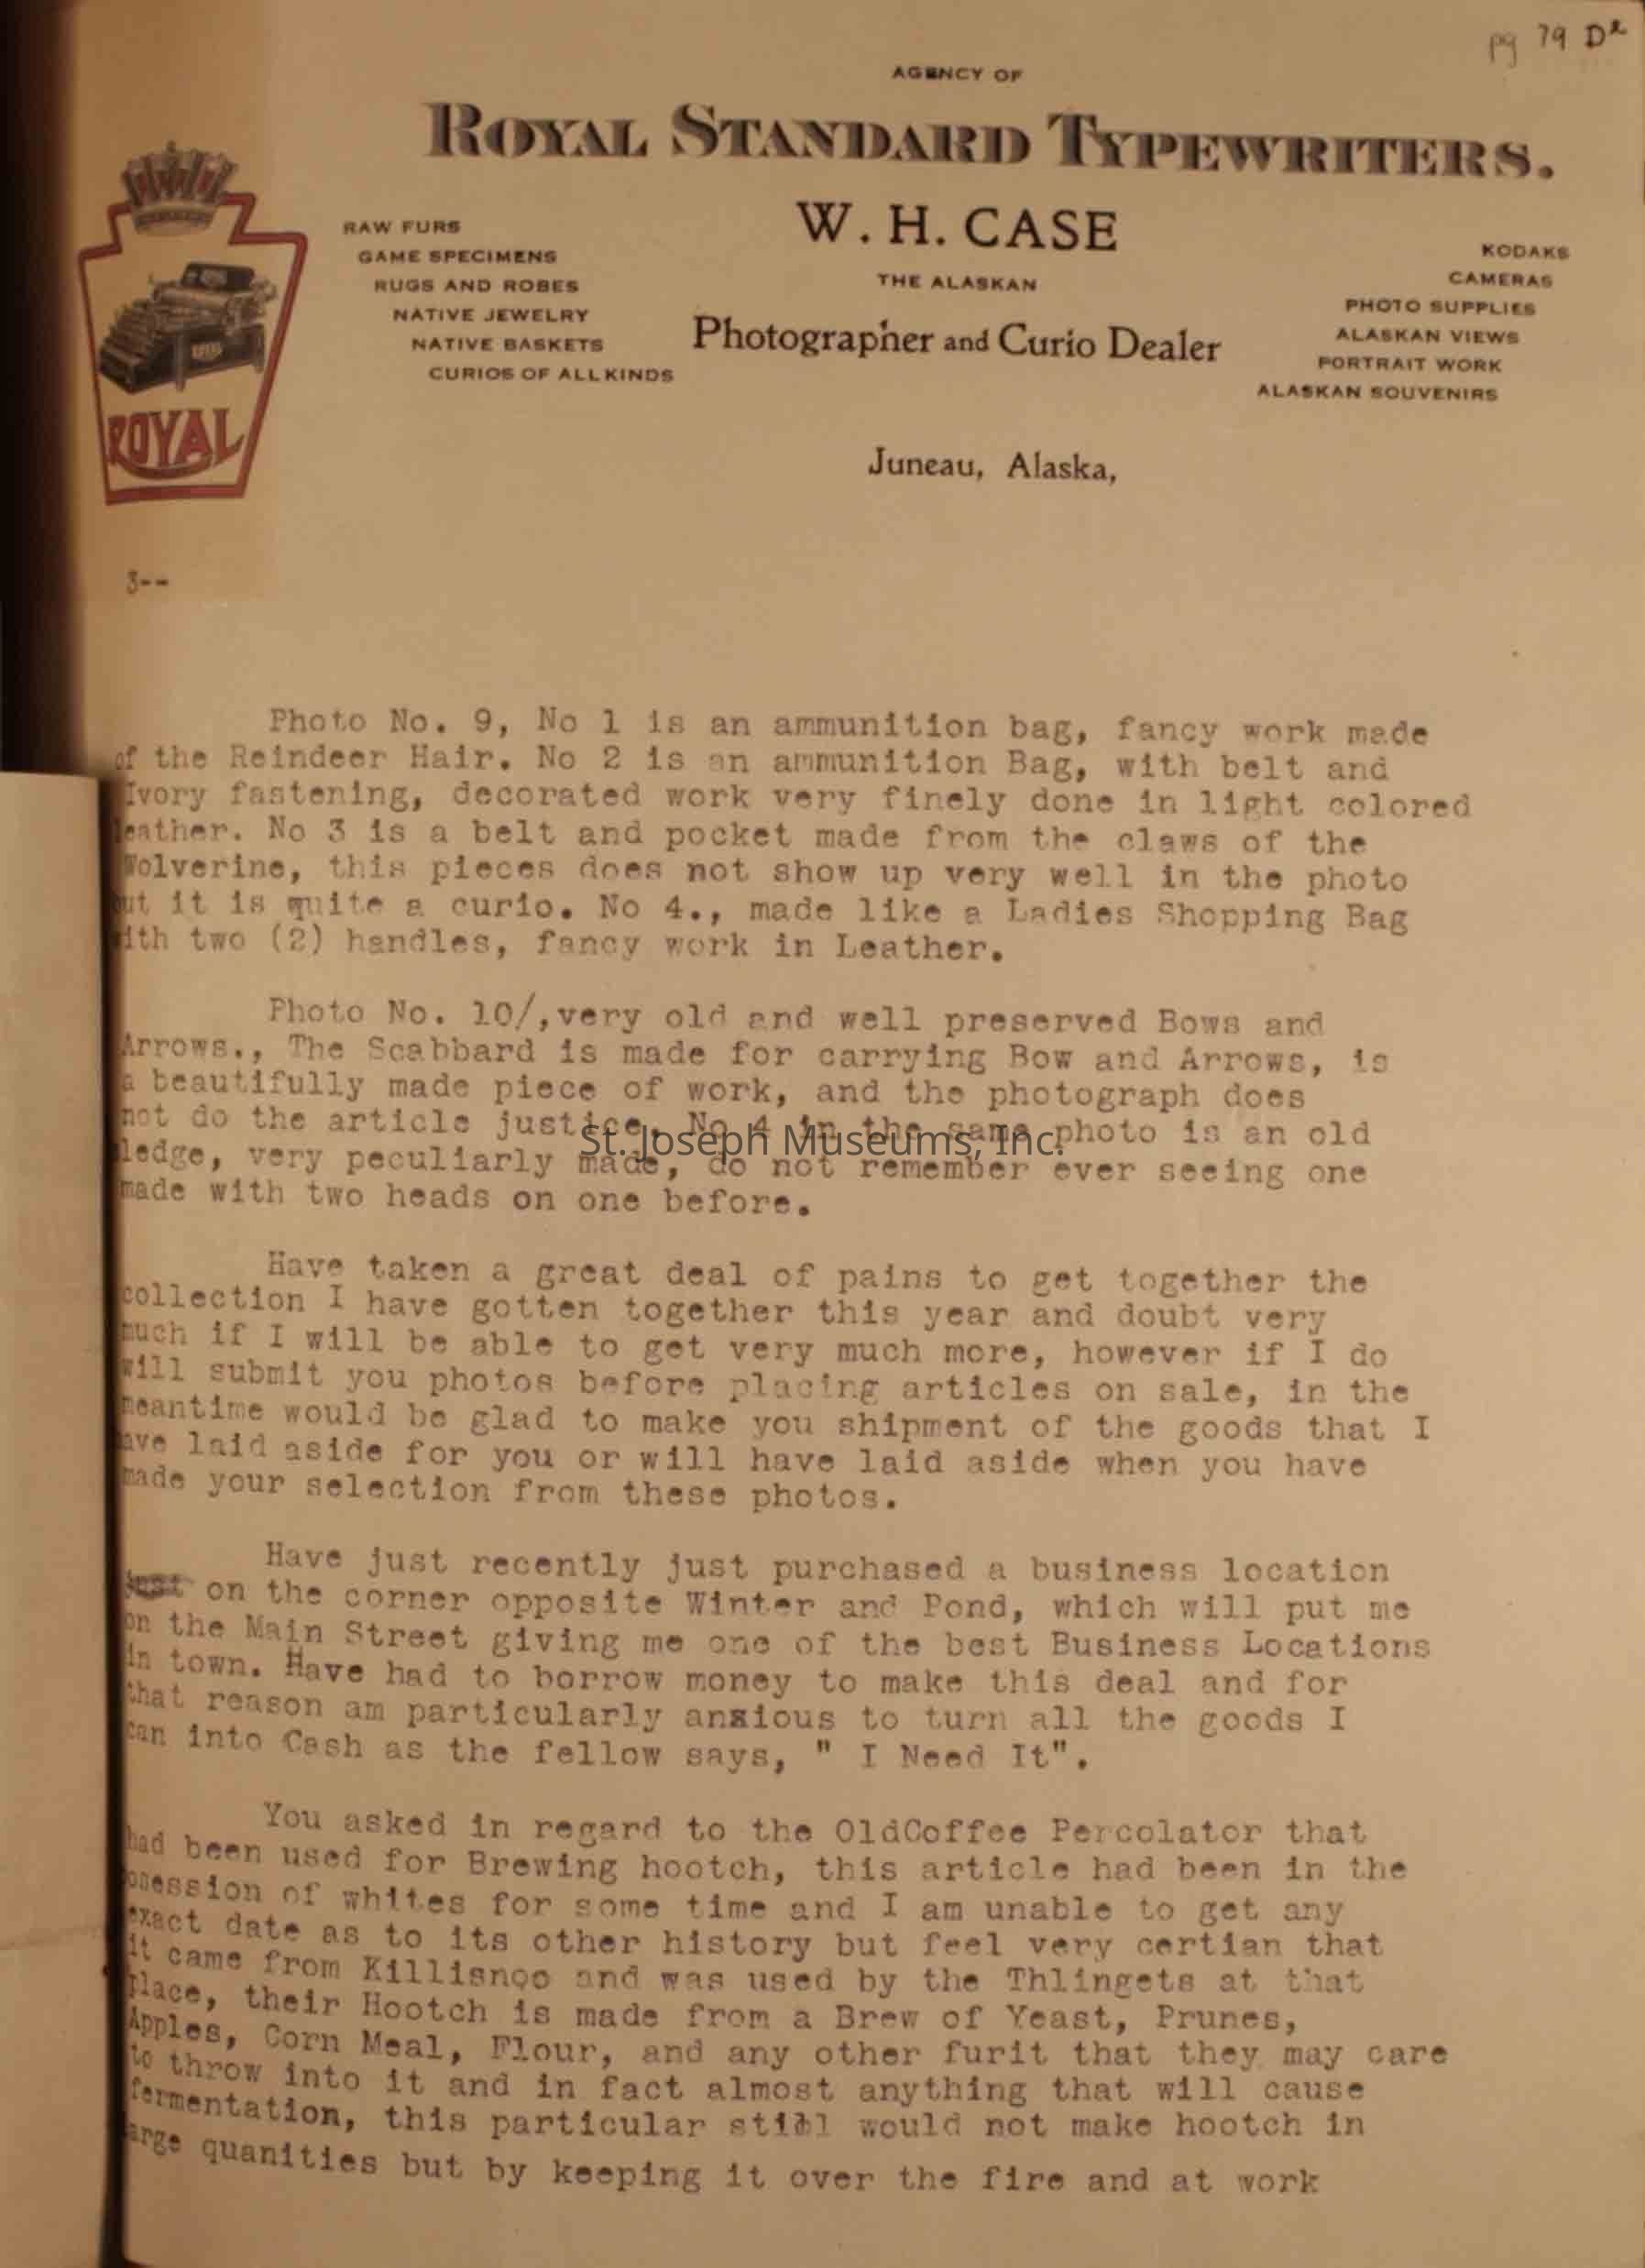 pg 79 D²
AGENCY OF
ROYAL STANDARD TYPEWRITERS.
W. H. CASE
THE ALASKAN
Photographer and Curio Dealer
RAW FURS
GAME SPECIMENS
RUGS AND ROBES
NATIVE JEWELRY
NATIVE BASKETS
CURIOS OF ALL KINDS
KODAKS
CAMERAS
PHOTO SUPPLIES
ALASKAN VIEWS
PORTRAIT WORK
ALASKAN SOUVENIRS
ROYAL
Juneau, Alaska,
3--
Photo No. 9, No 1 is an ammunition bag, fancy work made
of the Reindeer Hair. No 2 is an ammunition Bag, with belt and
Ivory fastening, decorated work very finely done in light colored
leather. No 3 is a belt and pocket made from the claws of the
Wolverine, this pieces does not show up very well in the photo
ut it is quite a curio. No 4., made like a Ladies Shopping Bag
ith two (2) handles, fancy work in Leather.
Photo No. 10/,very old and well preserved Bows and
Arrows., The Scabbard is made for carrying Bow and Arrows, is
a beautifully made piece of work, and the photograph does
not do the article justice. No 4 in the same photo is an old
ledge, very peculiarly made, do not remember ever seeing one
made with two heads on one before.
St. Joseph Museums, Inc.
Have taken a great deal of pains to get together the
collection I have gotten together this year and doubt very
much if I will be able to get very much more, however if I do
will submit you photos before placing articles on sale, in the
meantime would be glad to make you shipment of the goods that I
ave laid aside for you or will have laid aside when you have
made your selection from these photos.
Have just recently just purchased a business location
on the corner opposite Winter and Pond, which will put me
on the Main Street giving me one of the best Business Locations
in town. Have had to borrow money to make this deal and for
that reason am particularly anxious to turn all the goods I
can into Cash as the fellow says, " I Need It".
You asked in regard to the OldCoffee Percolator that
had been used for Brewing hootch, this article had been in the
osession of whites for some time and I am unable to get any
exact date as to its other history but feel very certian that
it came from Killisnoo and was used by the Thlingets at that
place, their Hootch is made from a Brew of Yeast, Prunes,
Apples, Corn Meal, Flour, and any other furit that they may care
to throw into it and in fact almost anything that will cause
fermentation, this particular still would not make hootch in
arge quanities but by keeping it over the fire and at work